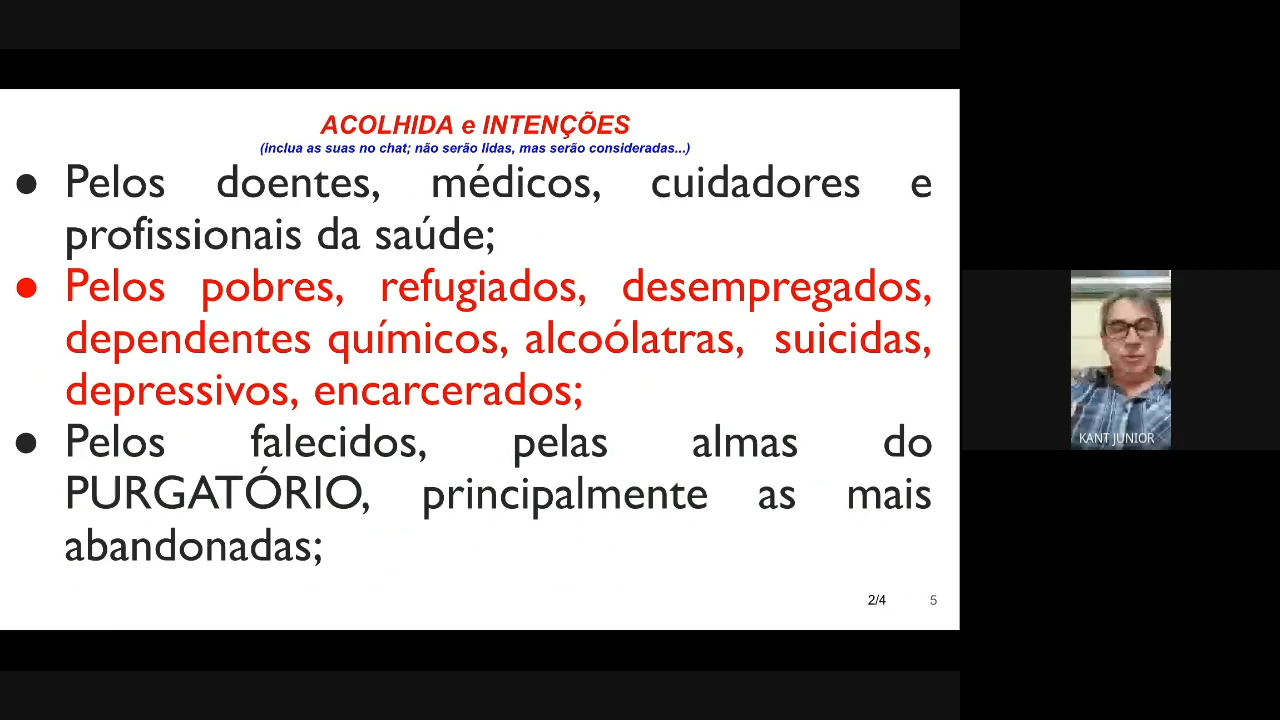 ACOLHIDA e INTENÇÕES
(inclua as suas no chat; não serão lidas, mas serão consideradas...)
● Pelos doentes, médicos, cuidadores e
profissionais da saúde;
● Pelos pobres, refugiados, desempregados,
dependentes químicos, alcoólatras, suicidas,
depressivos, encarcerados;
● Pelos falecidos, pelas almas do
PURGATÓRIO, principalmente as mais
abandonadas;
2/4 5
KANT JUNIOR